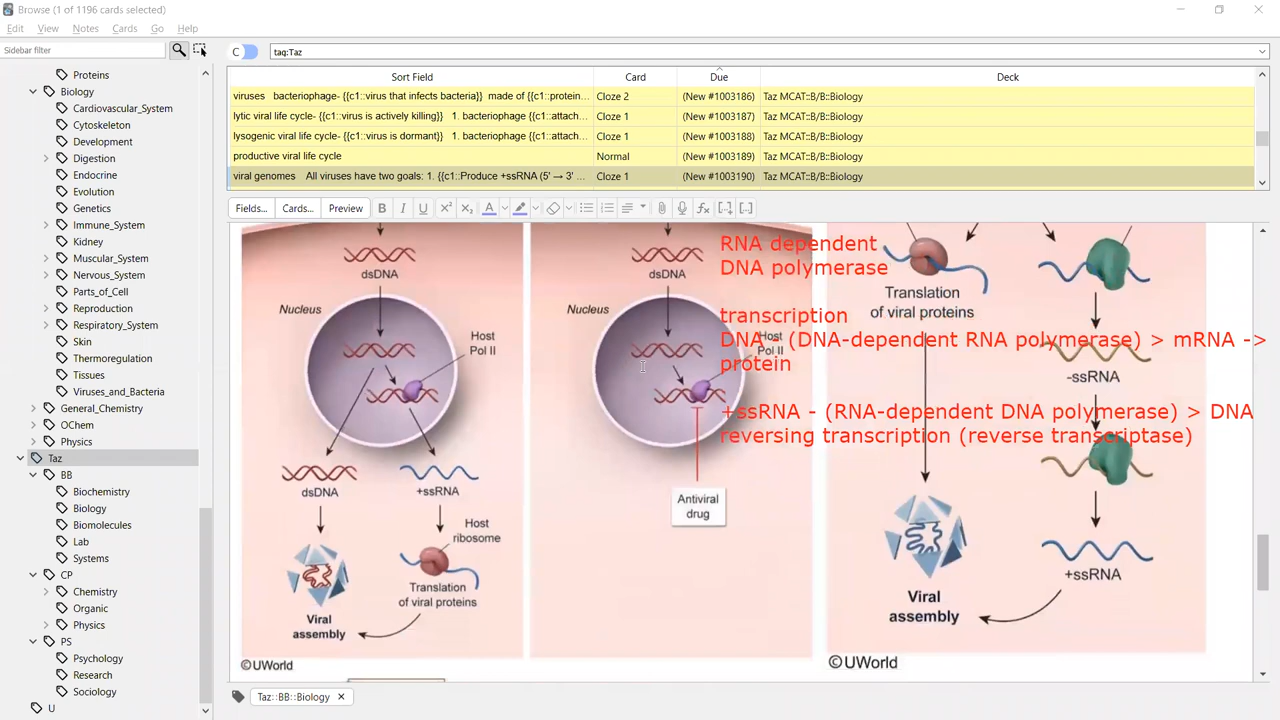 Browse (1 of 1196 cards selected)
Edit View Notes Cards Go Help
Sidebar filter
C
tag:Taz
Proteins
Biology
Cardiovascular_System
Cytoskeleton
Development
Digestion
Endocrine
Evolution
Genetics
Immune_System
Kidney
Muscular_System
Nervous_System
Parts_of_Cell
Reproduction
Respiratory_System
Skin
Thermoregulation
Tissues
Viruses_and_Bacteria
General_Chemistry
OChem
Physics
Taz
BB
Biochemistry
Biology
Biomolecules
Lab
Systems
CP
Chemistry
Organic
Physics
PS
Psychology
Research
Sociology
U
Sort Field Card Due Deck
viruses bacteriophage- {{c1::virus that infects bacteria}} made of {{c1::protein... Cloze 2 (New #1003186) Taz MCAT::B/B::Biology
lytic viral life cycle- {{c1::virus is actively killing}} 1. bacteriophage {{c1::attach... Cloze 1 (New #1003187) Taz MCAT::B/B::Biology
lysogenic viral life cycle- {{c1::virus is dormant}} 1. bacteriophage {{c1::attach... Cloze 1 (New #1003188) Taz MCAT::B/B::Biology
productive viral life cycle Normal (New #1003189) Taz MCAT::B/B::Biology
viral genomes All viruses have two goals: 1. {{c1::Produce +ssRNA (5' → 3' ... Cloze 1 (New #1003190) Taz MCAT::B/B::Biology
Fields... Cards... Preview B I U X² X₂ A
dsDNA
Nucleus
Host
Pol II
dsDNA
+ssRNA
Host
ribosome
Translation
of viral proteins
Viral
assembly
©UWorld
dsDNA
Nucleus
Host
Pol II
Antiviral
drug
RNA dependent
DNA polymerase
transcription
DNA - (DNA-dependent RNA polymerase) > mRNA ->
protein
+ssRNA - (RNA-dependent DNA polymerase) > DNA
reversing transcription (reverse transcriptase)
Translation
of viral proteins
-ssRNA
+ssRNA
Viral
assembly
©UWorld
Taz::BB::Biology